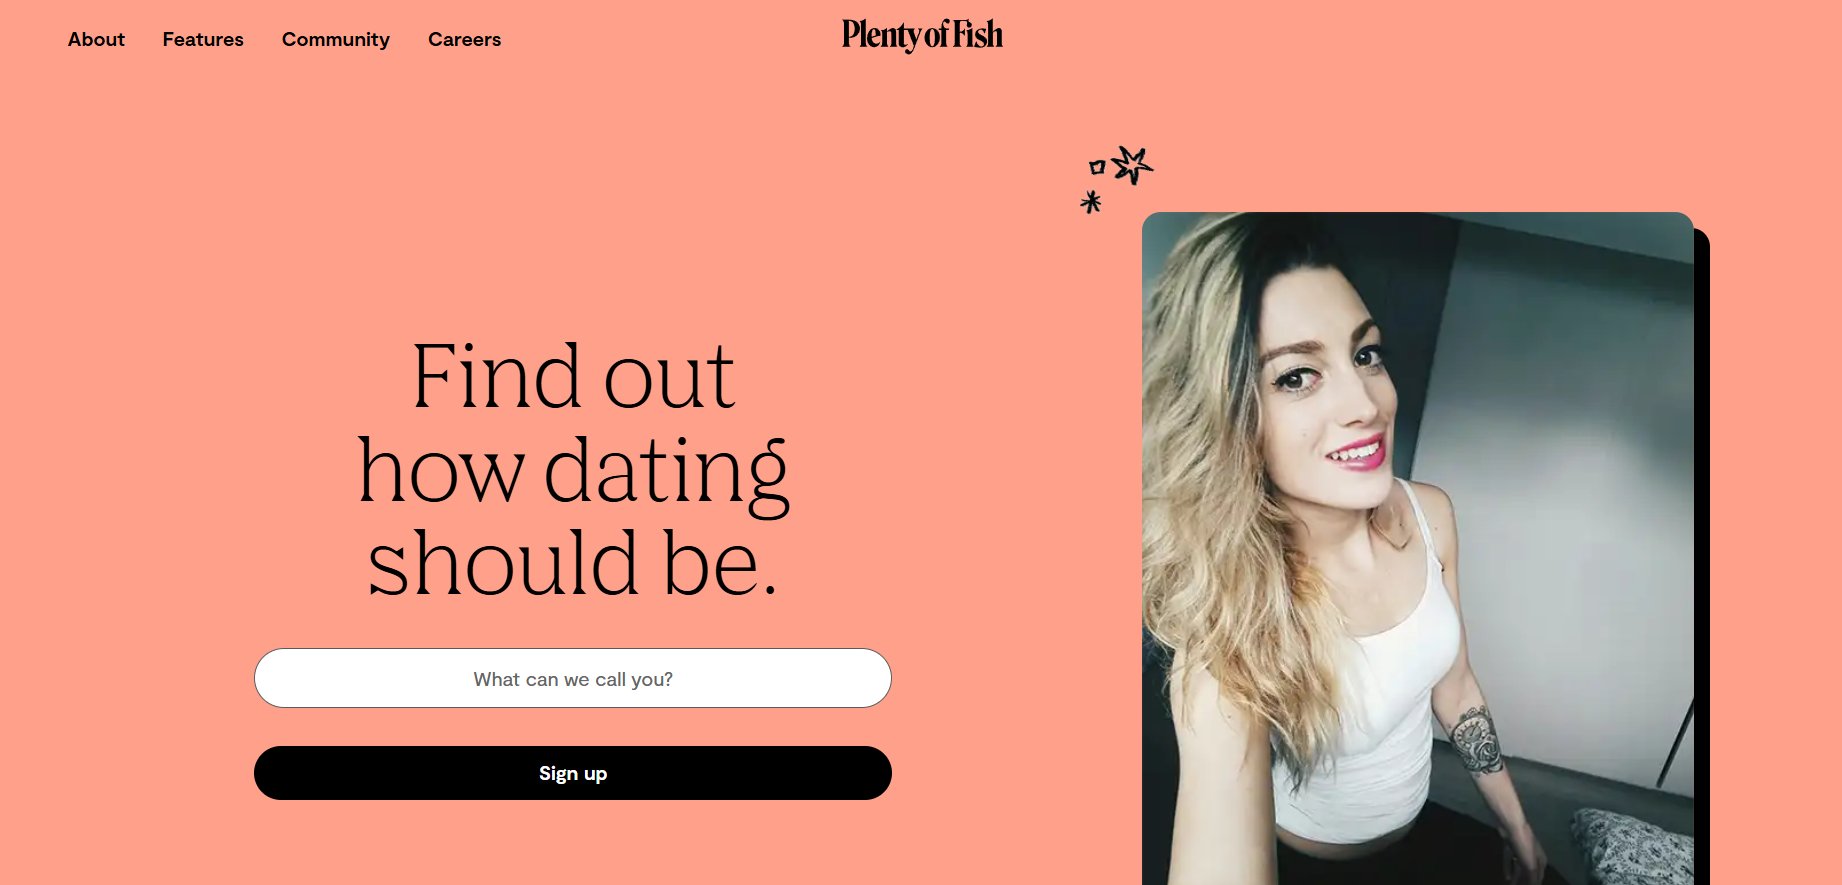 About Features Community Careers
Plenty of Fish
Find out
how dating
should be.
What can we call you?
Sign up